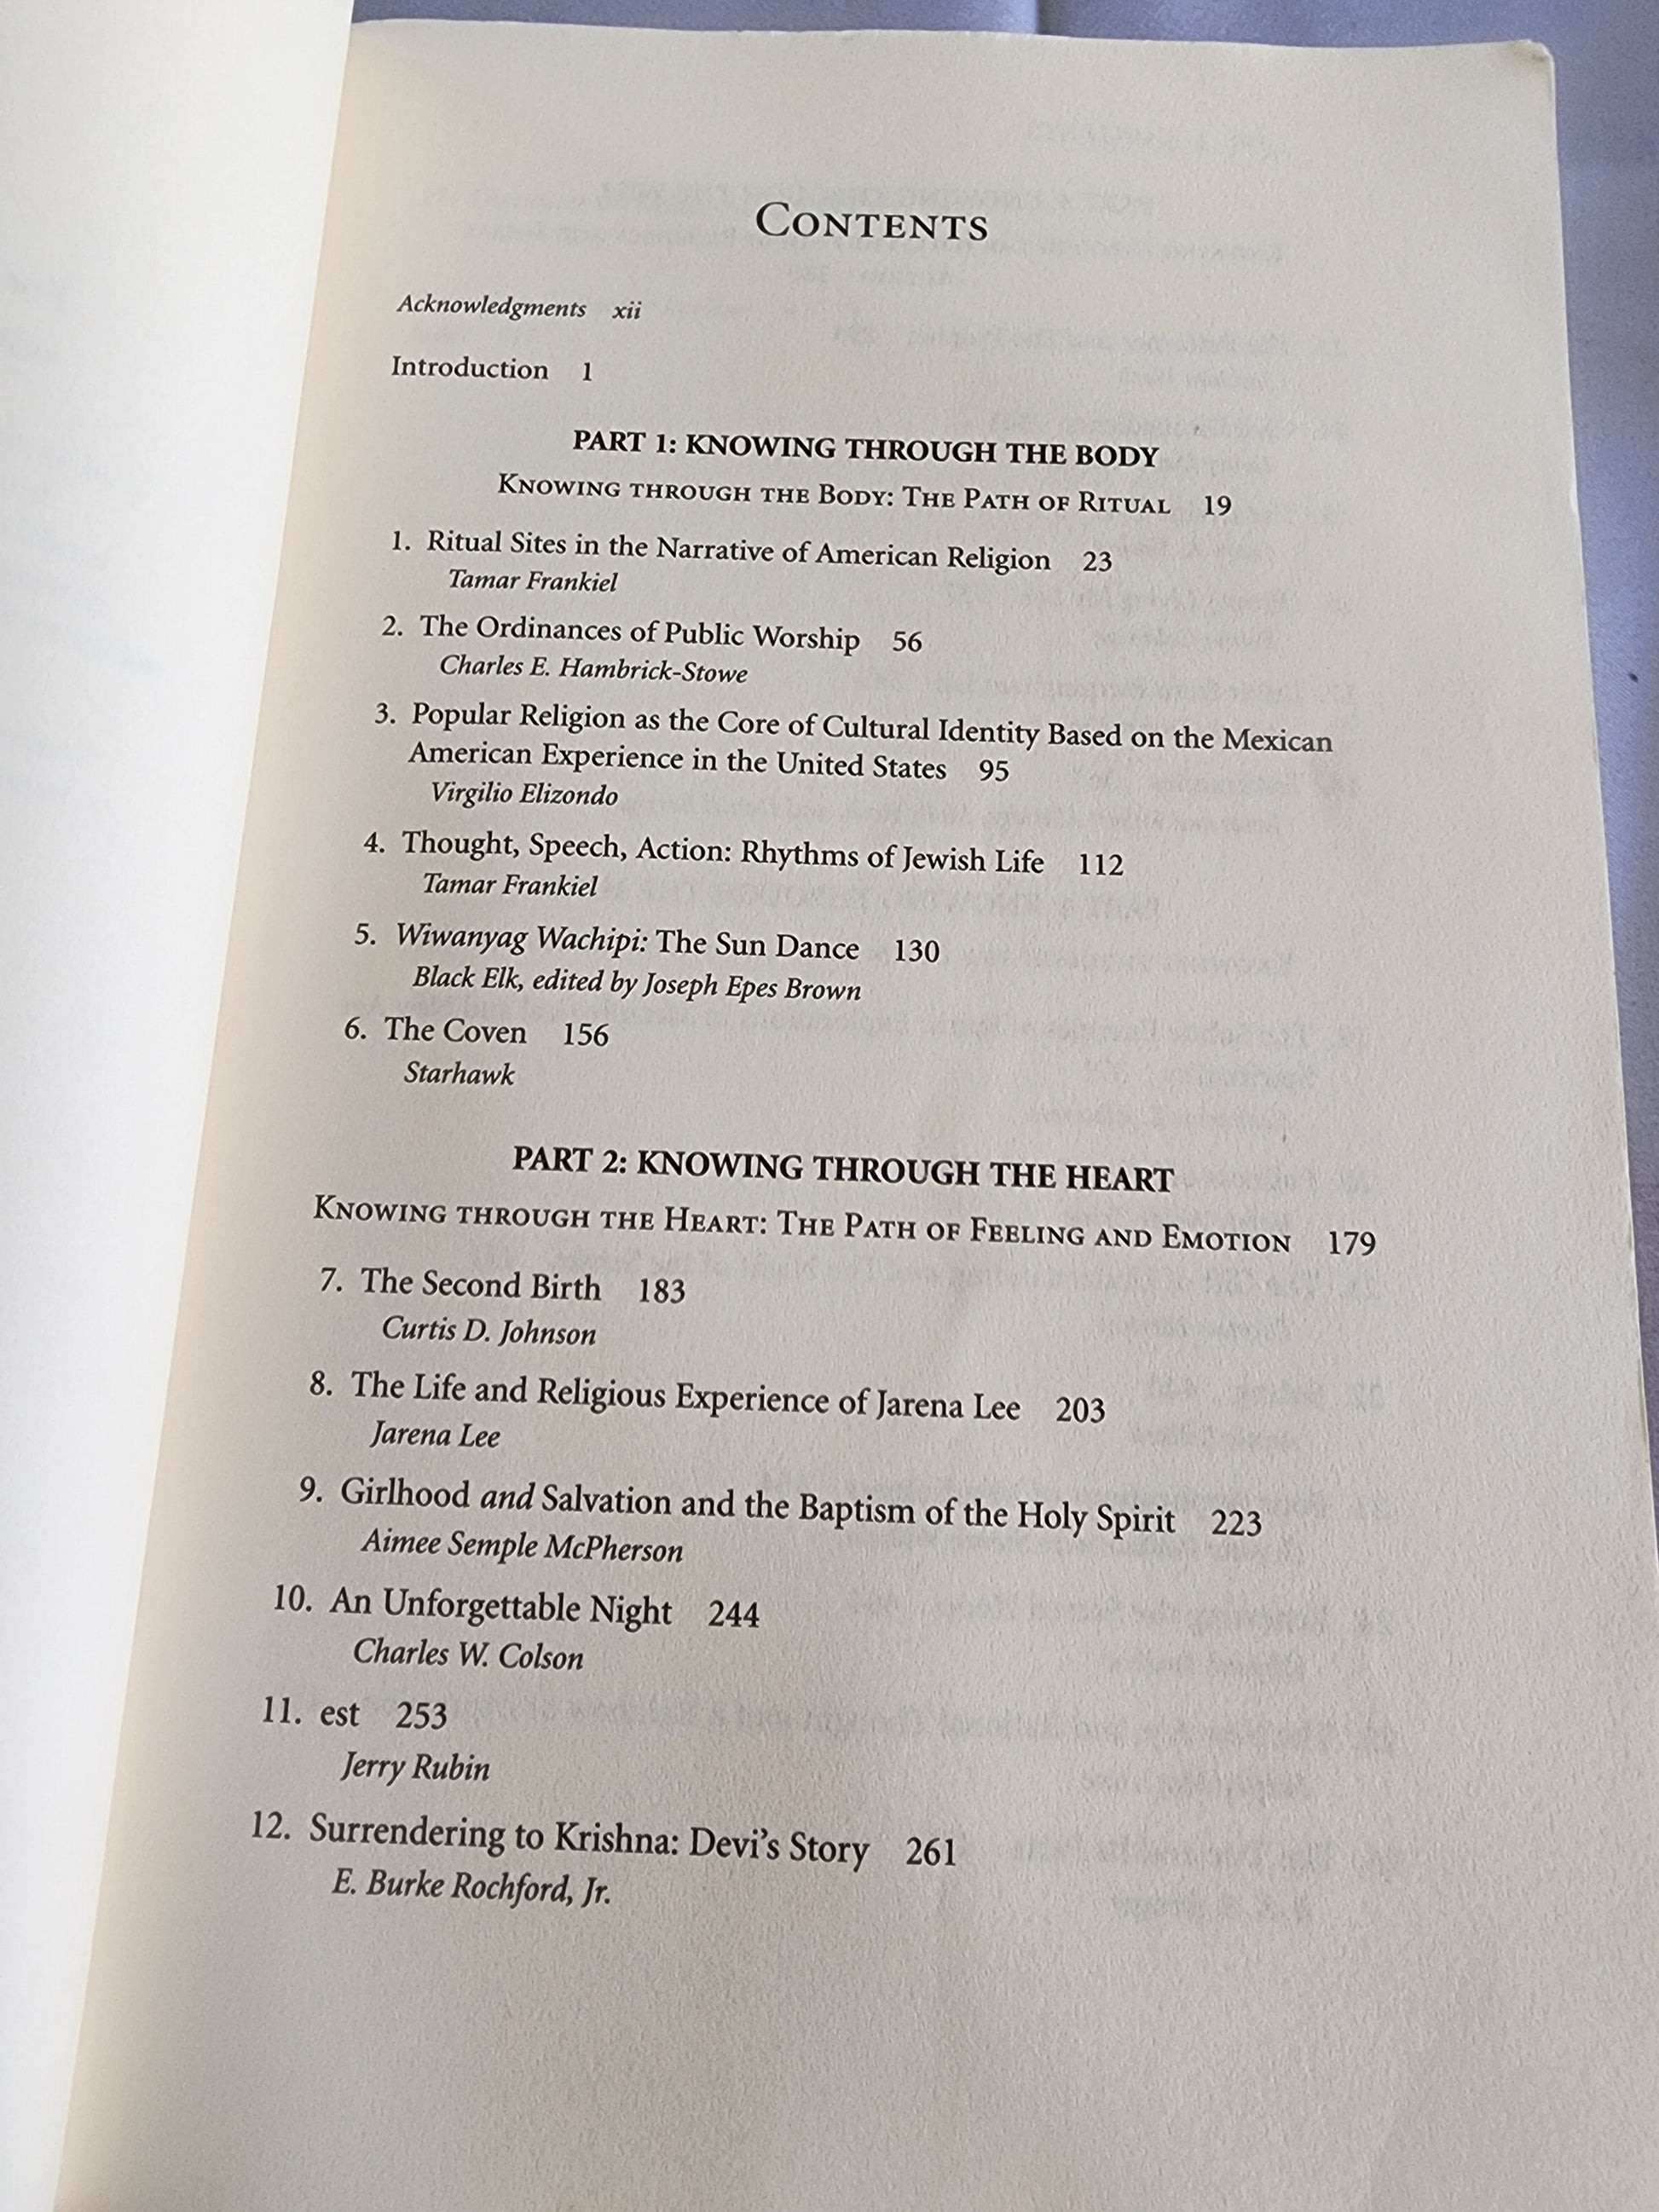 CONTENTS
Acknowledgments xii
Introduction 1
PART 1: KNOWING THROUGH THE BODY
KNOWING THROUGH THE BODY: THE PATH OF RITUAL 19
1. Ritual Sites in the Narrative of American Religion 23
Tamar Frankiel
2. The Ordinances of Public Worship 56
Charles E. Hambrick-Stowe
3. Popular Religion as the Core of Cultural Identity Based on the Mexican
American Experience in the United States 95
Virgilio Elizondo
4. Thought, Speech, Action: Rhythms of Jewish Life 112
Tamar Frankiel
5. Wiwanyag Wachipi: The Sun Dance 130
Black Elk, edited by Joseph Epes Brown
6. The Coven 156
Starhawk
PART 2: KNOWING THROUGH THE HEART
KNOWING THROUGH THE HEART: THE PATH OF FEELING AND EMOTION 179
7. The Second Birth 183
Curtis D. Johnson
8. The Life and Religious Experience of Jarena Lee 203
Jarena Lee
9. Girlhood and Salvation and the Baptism of the Holy Spirit 223
Aimee Semple McPherson
10. An Unforgettable Night 244
Charles W. Colson
11. est 253
Jerry Rubin
12. Surrendering to Krishna: Devi's Story 261
E. Burke Rochford, Jr.